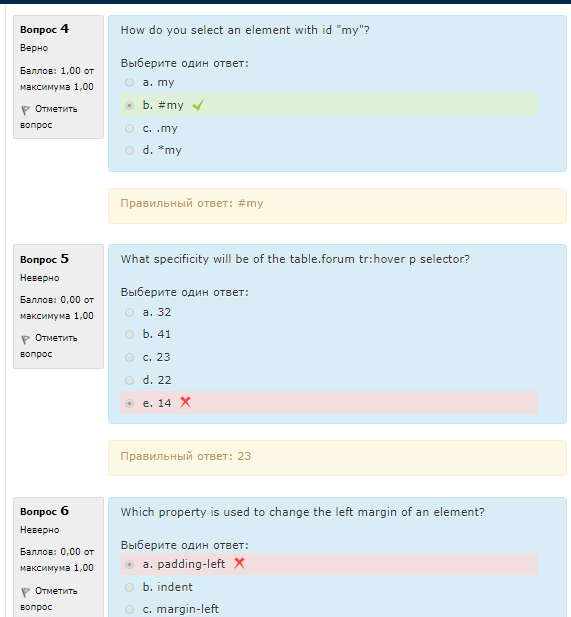 Вопрос 4
Верно
Баллов: 1,00 от
максимума 1,00
Отметить
вопрос
How do you select an element with id "my"?
Выберите один ответ:
a. my
b. #my
c. .my
d. *my
Правильный ответ: #my
Вопрос 5
Неверно
Баллов: 0,00 от
максимума 1,00
Отметить
вопрос
What specificity will be of the table.forum tr:hover p selector?
Выберите один ответ:
a. 32
b. 41
c. 23
d. 22
e. 14
Правильный ответ: 23
Вопрос 6
Неверно
Баллов: 0,00 от
максимума 1,00
Отметить
вопрос
Which property is used to change the left margin of an element?
Выберите один ответ:
a. padding-left
b. indent
c. margin-left